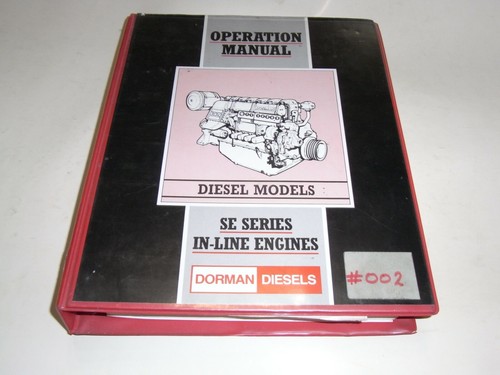 OPERATION
MANUAL
DIESEL MODELS
SE SERIES
IN-LINE ENGINES
DORMAN DIESELS
#002